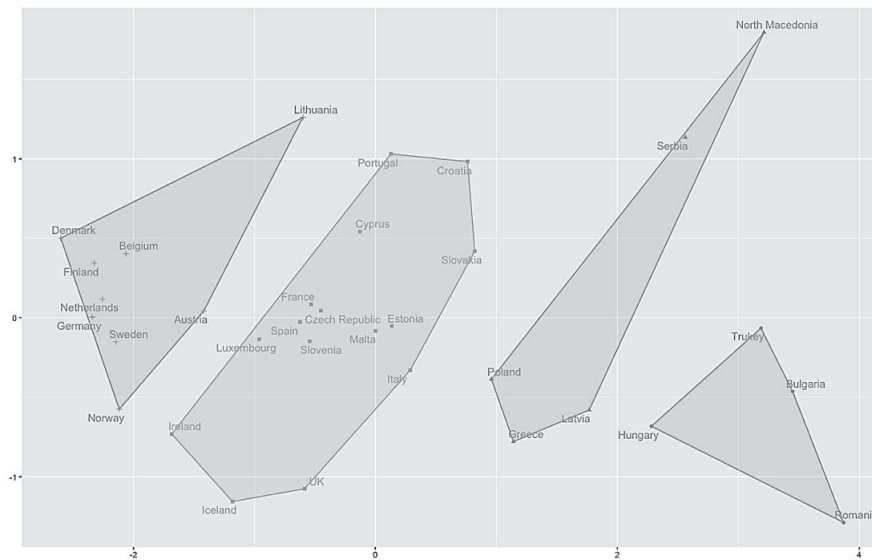 North Macedonia
Lithuania
Serbia
1
Portugal
Croatia
Cyprus
Denmark
Belgium
Slovakia
Finland
France
Netherlands
Germany
Austria
Czech Republic
Estonia
0
Spain
Sweden
Malta
Trukey
Luxembourg
Slovenia
Poland
Italy
Bulgaria
Norway
Latvia
Ireland
Greece
Hungary
-1
UK
Iceland
Romani
-2
0
2
4